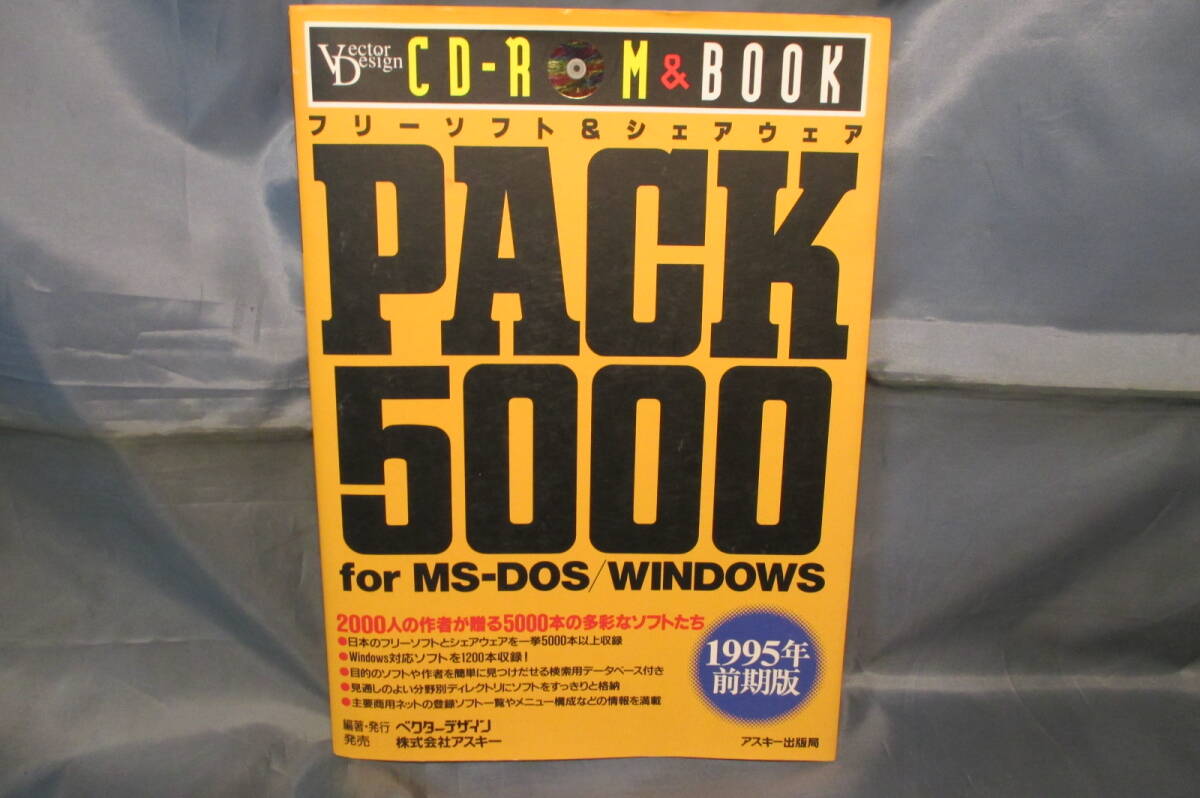 Vector Design CD-ROM & BOOK
フリーソフト&シェアウェア
PACK
5000
for MS-DOS/WINDOWS
2000人の作者が贈る5000本の多彩なソフトたち
●日本のフリーソフトとシェアウェアを一挙5000本以上収録
●Windows対応ソフトを1200本収録!
●目的のソフトや作者を簡単に見つけだせる検索用データベース付き
●見通しのよい分野別ディレクトリにソフトをすっきりと格納
●主要商用ネットの登録ソフト一覧やメニュー構成などの情報を満載
1995年
前期版
編著・発行 ベクターデザイン
発売 株式会社アスキー
アスキー出版局